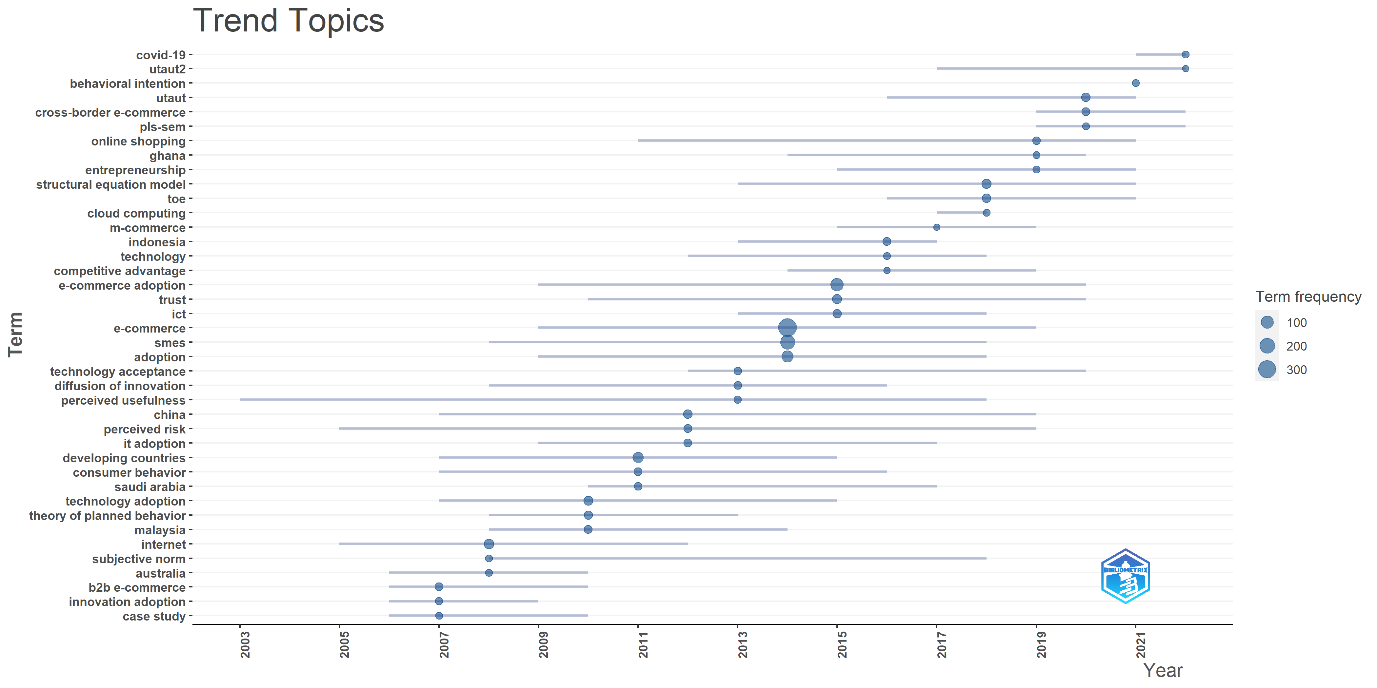 Trend Topics
covid-19
utaut2
behavioral intention
utaut
cross-border e-commerce
pls-sem
online shopping
ghana
entrepreneurship
structural equation model
toe
cloud computing
m-commerce
indonesia
technology
competitive advantage
e-commerce adoption
trust
ict
e-commerce
smes
adoption
technology acceptance
diffusion of innovation
perceived usefulness
china
perceived risk
it adoption
developing countries
consumer behavior
saudi arabia
technology adoption
theory of planned behavior
malaysia
internet
subjective norm
australia
b2b e-commerce
innovation adoption
case study
Term
Term frequency
100
200
300
BIBLIOMETRIX
2003
2005
2007
2009
2011
2013
2015
2017
2019
2021
Year